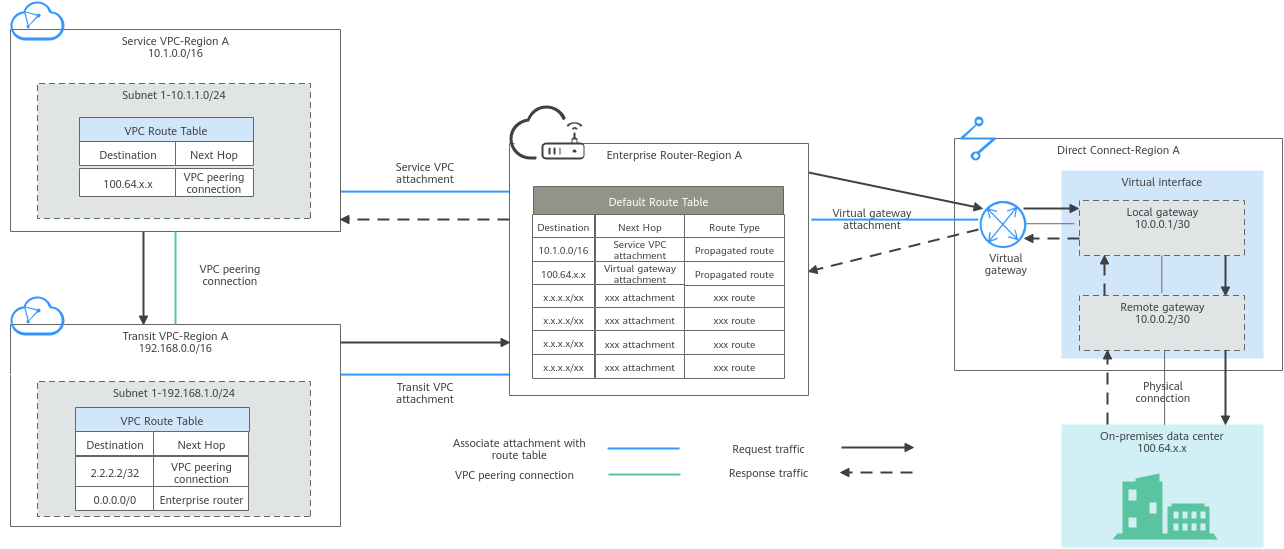 Service VPC-Region A
10.1.0.0/16
Subnet 1-10.1.1.0/24
VPC Route Table
Destination
Next Hop
100.64.x.x
VPC peering
connection
VPC peering
connection
Transit VPC-Region A
192.168.0.0/16
Subnet 1-192.168.1.0/24
VPC Route Table
Destination
Next Hop
2.2.2.2/32
VPC peering
connection
0.0.0.0/0
Enterprise router
Service VPC
attachment
Transit VPC
attachment
Enterprise Router-Region A
Default Route Table
Destination
Next Hop
Route Type
10.1.0.0/16
Service VPC
attachment
Propagated route
100.64.x.x
Virtual gateway
attachment
Propagated route
x.x.x.x/xx
xxx attachment
xxx route
x.x.x.x/xx
xxx attachment
xxx route
x.x.x.x/xx
xxx attachment
xxx route
x.x.x.x/xx
xxx attachment
xxx route
Virtual gateway
attachment
Direct Connect-Region A
Virtual gateway
Virtual interface
Local gateway
10.0.0.1/30
Remote gateway
10.0.0.2/30
Physical
connection
On-premises data center
100.64.x.x
Associate attachment with
route table
VPC peering connection
Request traffic
Response traffic